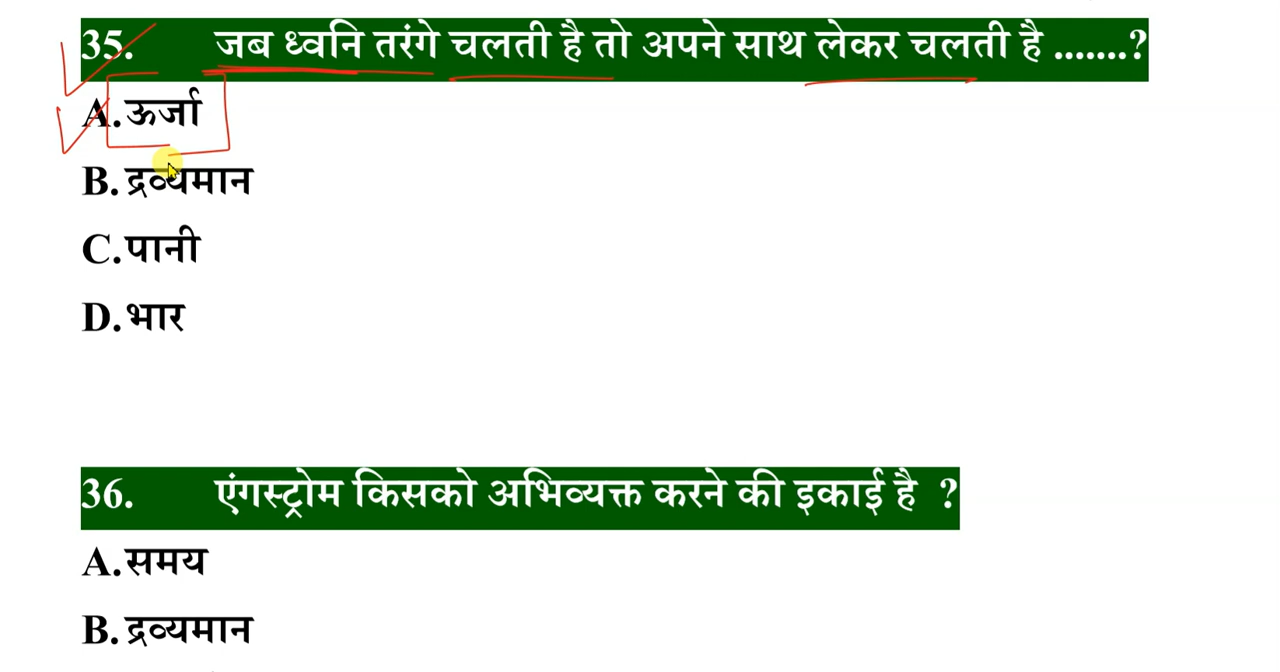 35. जब ध्वनि तरंगे चलती है तो अपने साथ लेकर चलती है .......?
A.ऊर्जा
B.द्रव्यमान
C.पानी
D.भार
36. एंगस्ट्रोम किसको अभिव्यक्त करने की इकाई है ?
A.समय
B.द्रव्यमान